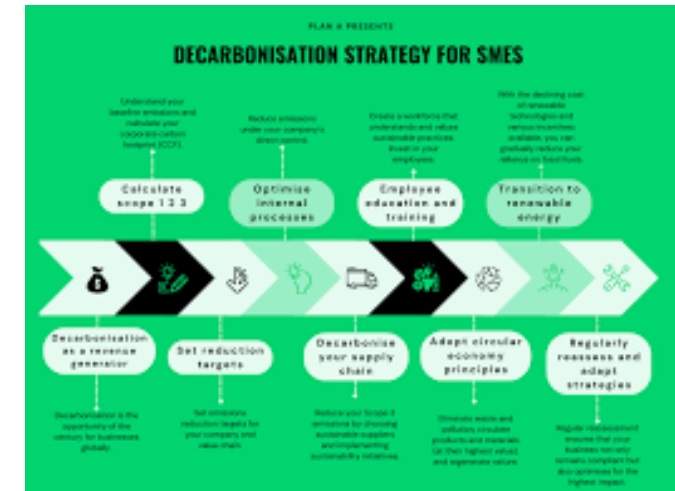 PLAN A PRESENTS
DECARBONISATION STRATEGY FOR SMES
Understand your
baseline emissions and
calculate your
corporate carbon
footprint (CCF).
Calculate
scope 1 2 3
Reduce emissions
under your company's
direct control.
Optimise
internal
processes
Create a workforce that
understands and values
sustainable practices.
Invest in your
employees.
Employee
education and
training
With the declining cost
of renewable
technologies and
various incentives
available, you can
gradually reduce your
reliance on fossil fuels.
Transition to
renewable
energy
Decarbonisation
as a revenue
generator
Decarbonisation is the
opportunity of the
century for businesses
globally.
Set reduction
targets
Set emissions
reduction targets for
your company and
value chain.
Decarbonise
your supply
chain
Reduce your Scope 3
emissions by choosing
sustainable suppliers
and implementing
sustainability initiatives.
Adopt circular
economy
principles
Eliminate waste and
pollution, circulate
products and materials
(at their highest value),
and regenerate nature.
Regularly
reassess and
adapt
strategies
Regular reassessment
ensures that your
business not only
remains compliant but
also optimises for the
highest impact.